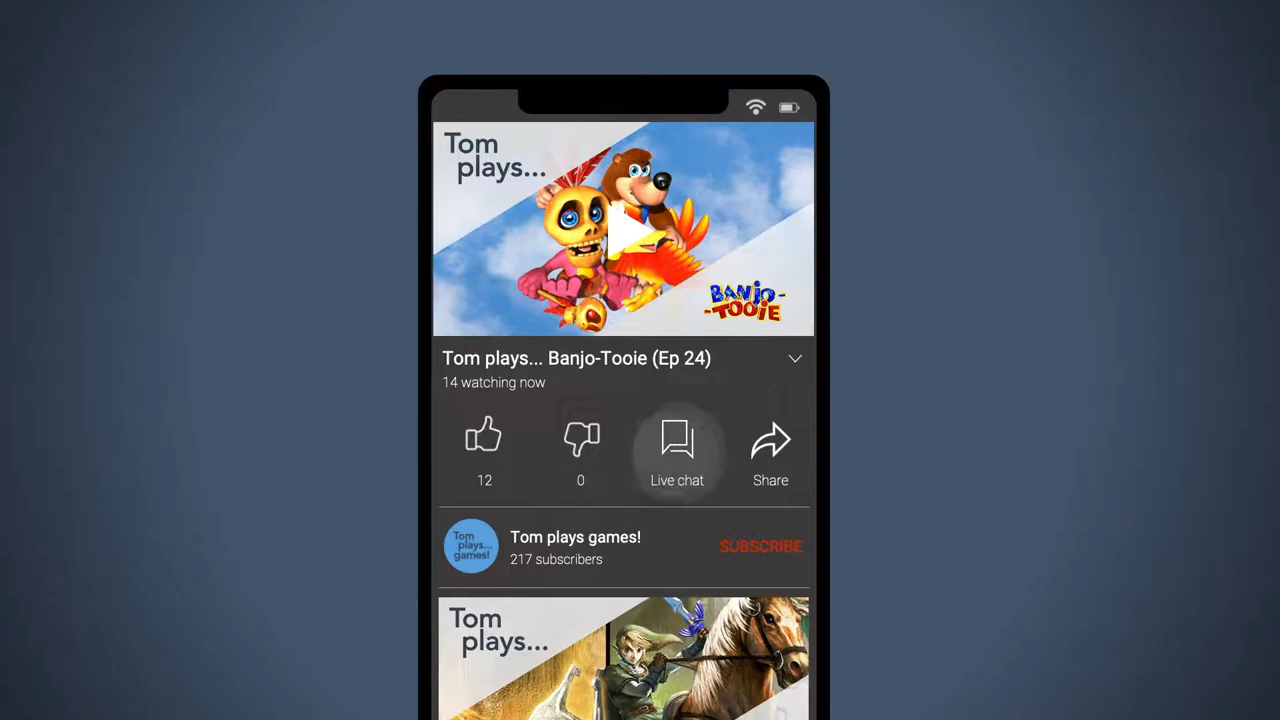 Tom
plays...
BANJO-
-TOOIE
Tom plays... Banjo-Tooie (Ep 24)
14 watching now
12
0
Live chat
Share
Tom
plays...
games!
Tom plays games!
217 subscribers
SUBSCRIBE
Tom
plays...